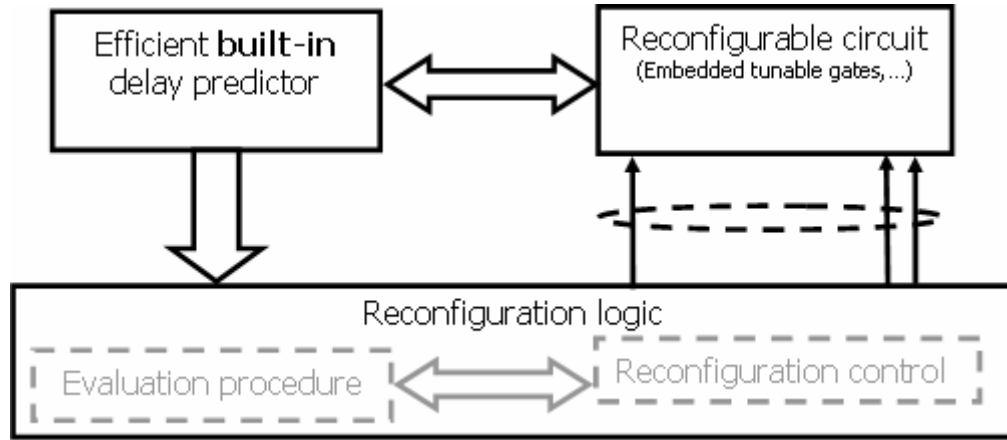 Efficient built-in
delay predictor
Reconfigurable circuit
(Embedded tunable gates,...)
Reconfiguration logic
Evaluation procedure
Reconfiguration control